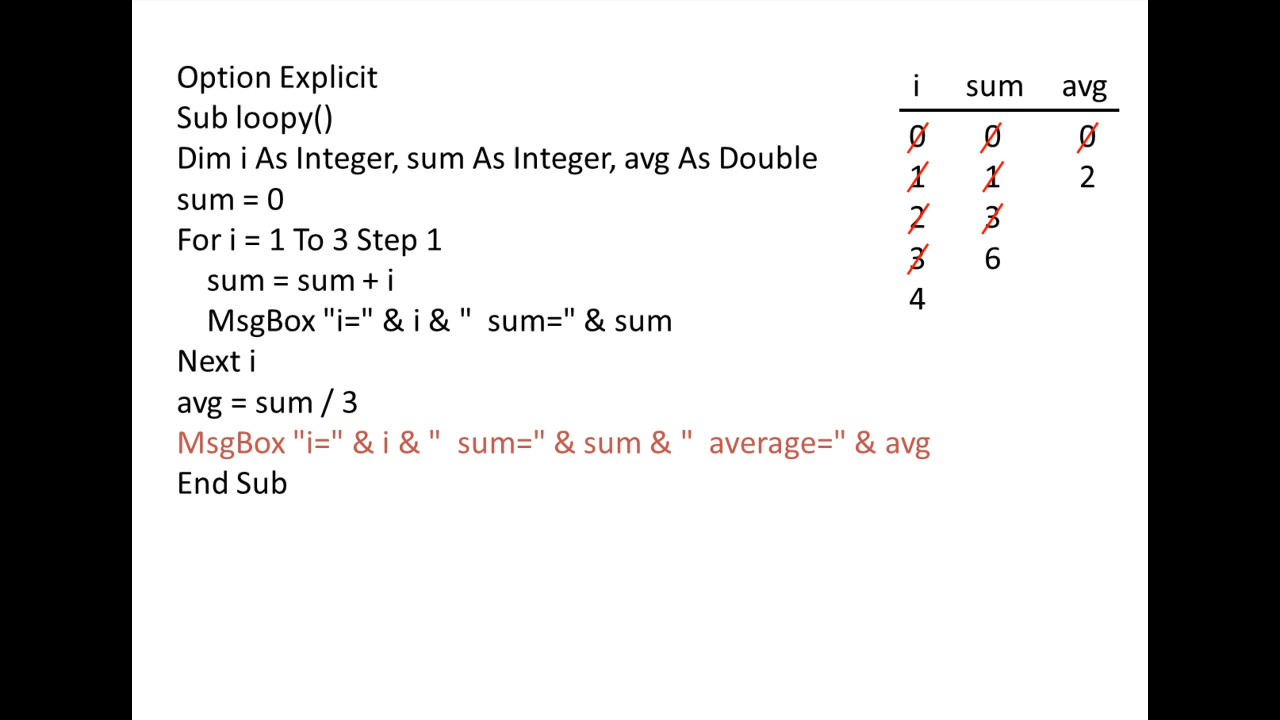 Option Explicit
Sub loopy()
Dim i As Integer, sum As Integer, avg As Double
sum = 0
For i = 1 To 3 Step 1
sum = sum + i
MsgBox "i=" & i & "  sum=" & sum
Next i
avg = sum / 3
MsgBox "i=" & i & "  sum=" & sum & "  average=" & avg
End Sub
i sum avg
0 0 0
1 1 2
2 3
3 6
4